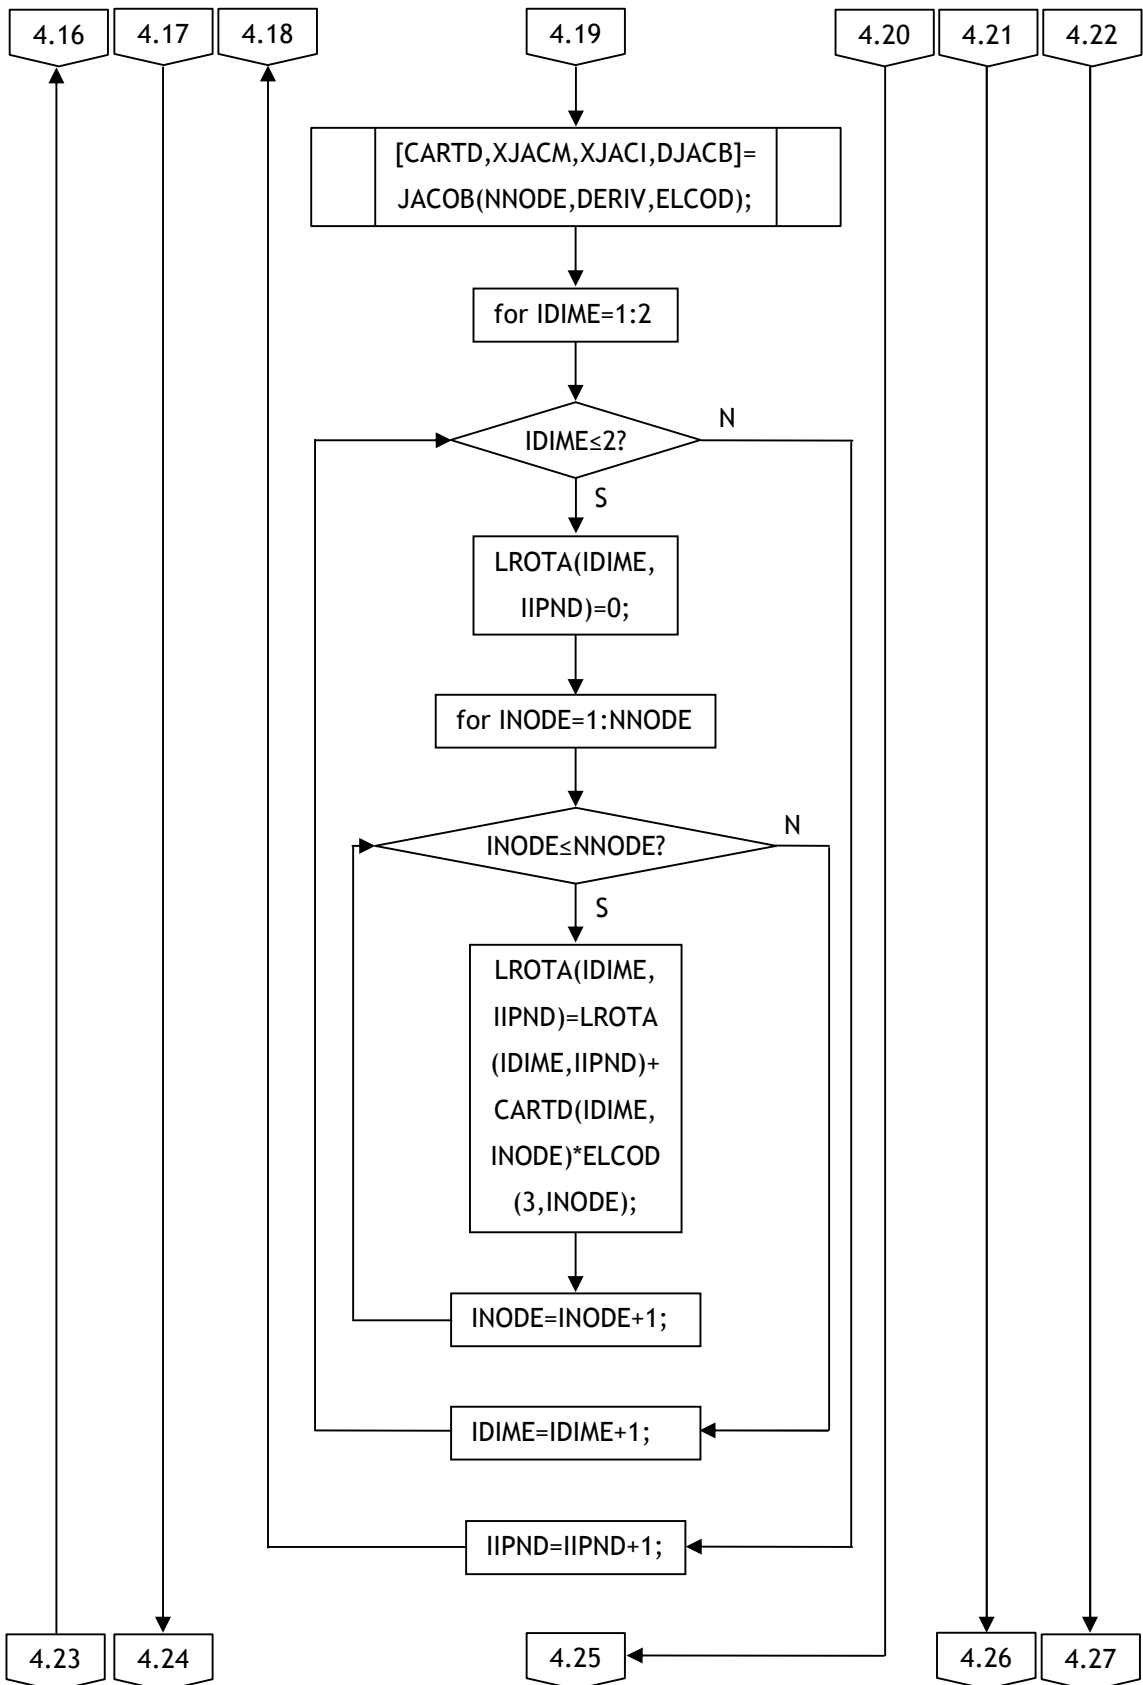 4.16
4.17
4.18
4.19
4.20
4.21
4.22
[CARTD,XJACM,XJACI,DJACB]=
JACOB(NNODE,DERIV,ELCOD);
for IDIME=1:2
IDIME≤2?
N
S
LROTA(IDIME,
IIPND)=0;
for INODE=1:NNODE
INODE≤NNODE?
N
S
LROTA(IDIME,
IIPND)=LROTA
(IDIME,IIPND)+
CARTD(IDIME,
INODE)*ELCOD
(3,INODE);
INODE=INODE+1;
IDIME=IDIME+1;
IIPND=IIPND+1;
4.23
4.24
4.25
4.26
4.27